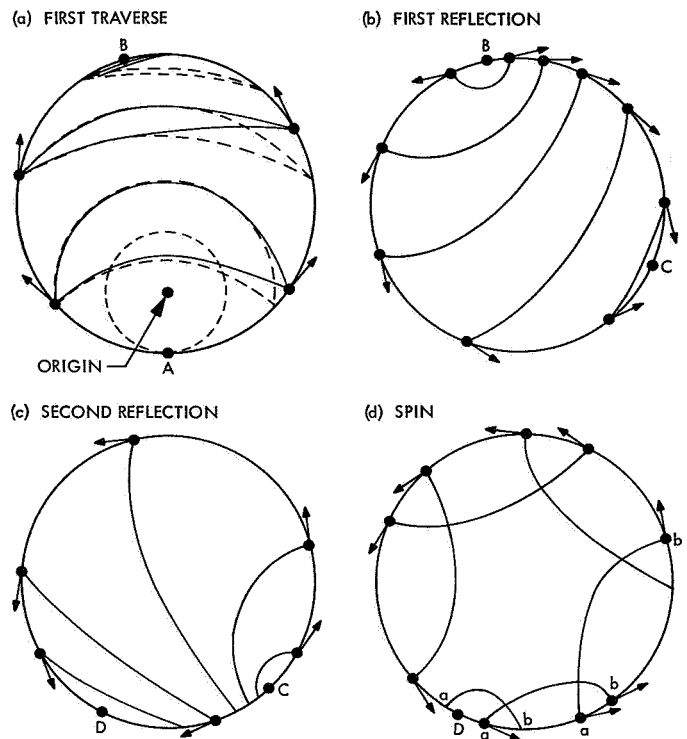 (a) FIRST TRAVERSE
B
ORIGIN
A
(b) FIRST REFLECTION
B
C
(c) SECOND REFLECTION
C
D
(d) SPIN
b
a
b
D
a
b
a